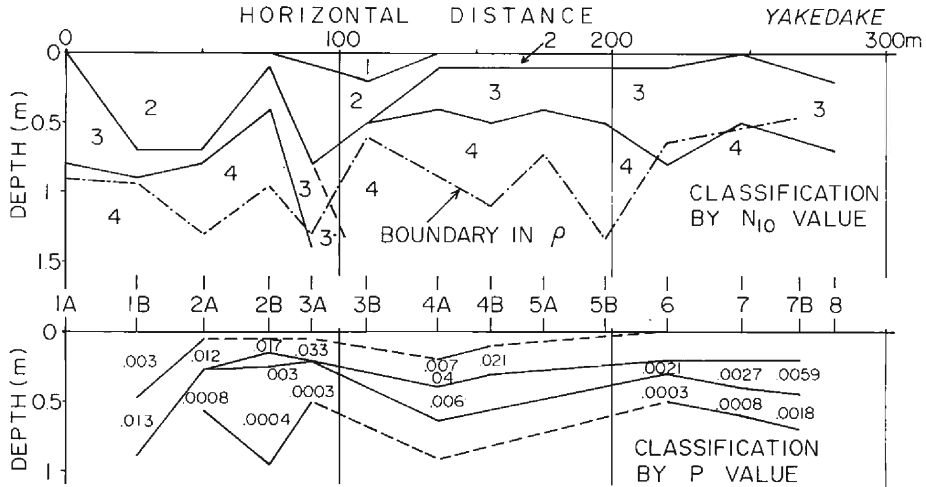 HORIZONTAL DISTANCE YAKEDAKE
0 100 200 300m
0
1 2
2 2 3 3 3
0.5
3
4 4 4 4
DEPTH (m)
3 4
1
4 CLASSIFICATION
3 BOUNDARY IN ρ BY N10 VALUE
1.5
1A 1B 2A 2B 3A 3B 4A 4B 5A 5B 6 7 7B 8
0
.017 .033
.003 .012 .007 .021
.003 .04 .0021 .0027 .0059
.0008 .0003 .006 .0003
0.5
.013 .0004 .0008 .0018
DEPTH (m)
CLASSIFICATION
1 BY P VALUE